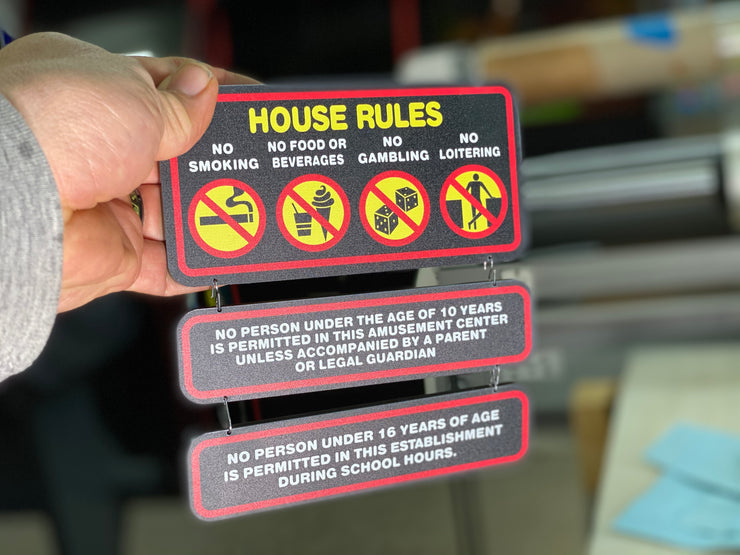 HOUSE RULES
NO SMOKING
NO FOOD OR BEVERAGES
NO GAMBLING
NO LOITERING
NO PERSON UNDER THE AGE OF 10 YEARS
IS PERMITTED IN THIS AMUSEMENT CENTER
UNLESS ACCOMPANIED BY A PARENT
OR LEGAL GUARDIAN
NO PERSON UNDER 16 YEARS OF AGE
IS PERMITTED IN THIS ESTABLISHMENT
DURING SCHOOL HOURS.